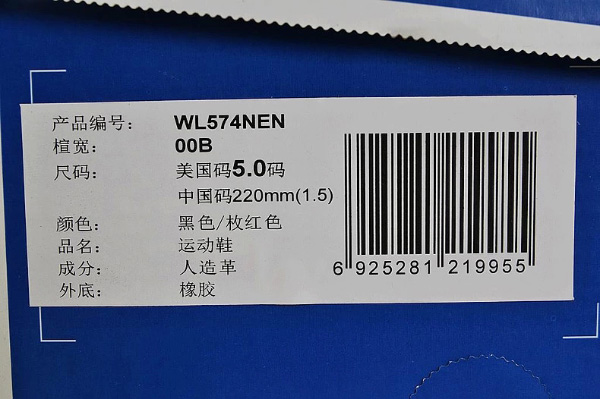 产品编号: WL574NEN
楦宽: 00B
尺码: 美国码5.0码
中国码220mm(1.5)
颜色: 黑色/枚红色
品名: 运动鞋
成分: 人造革
外底: 橡胶
6 925281 219955